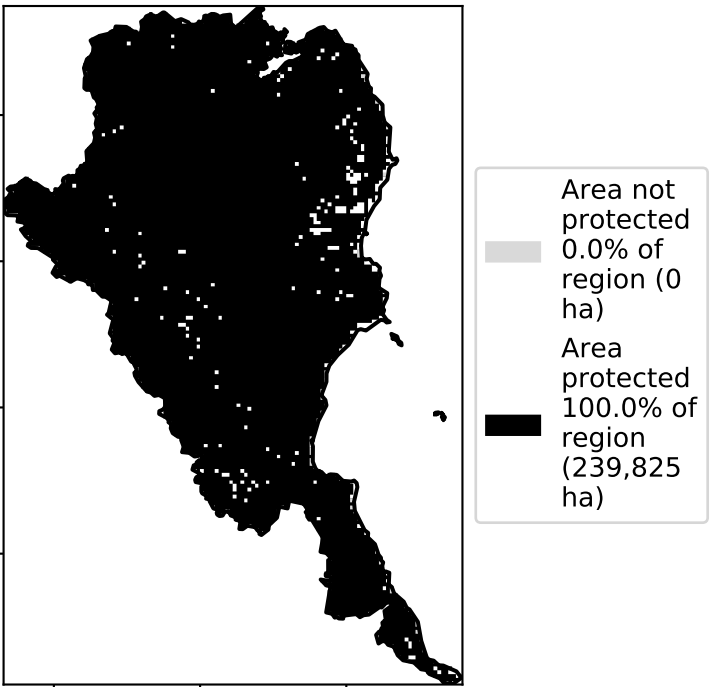 Area not
protected
0.0% of
region (0
ha)
Area
protected
100.0% of
region
(239,825
ha)